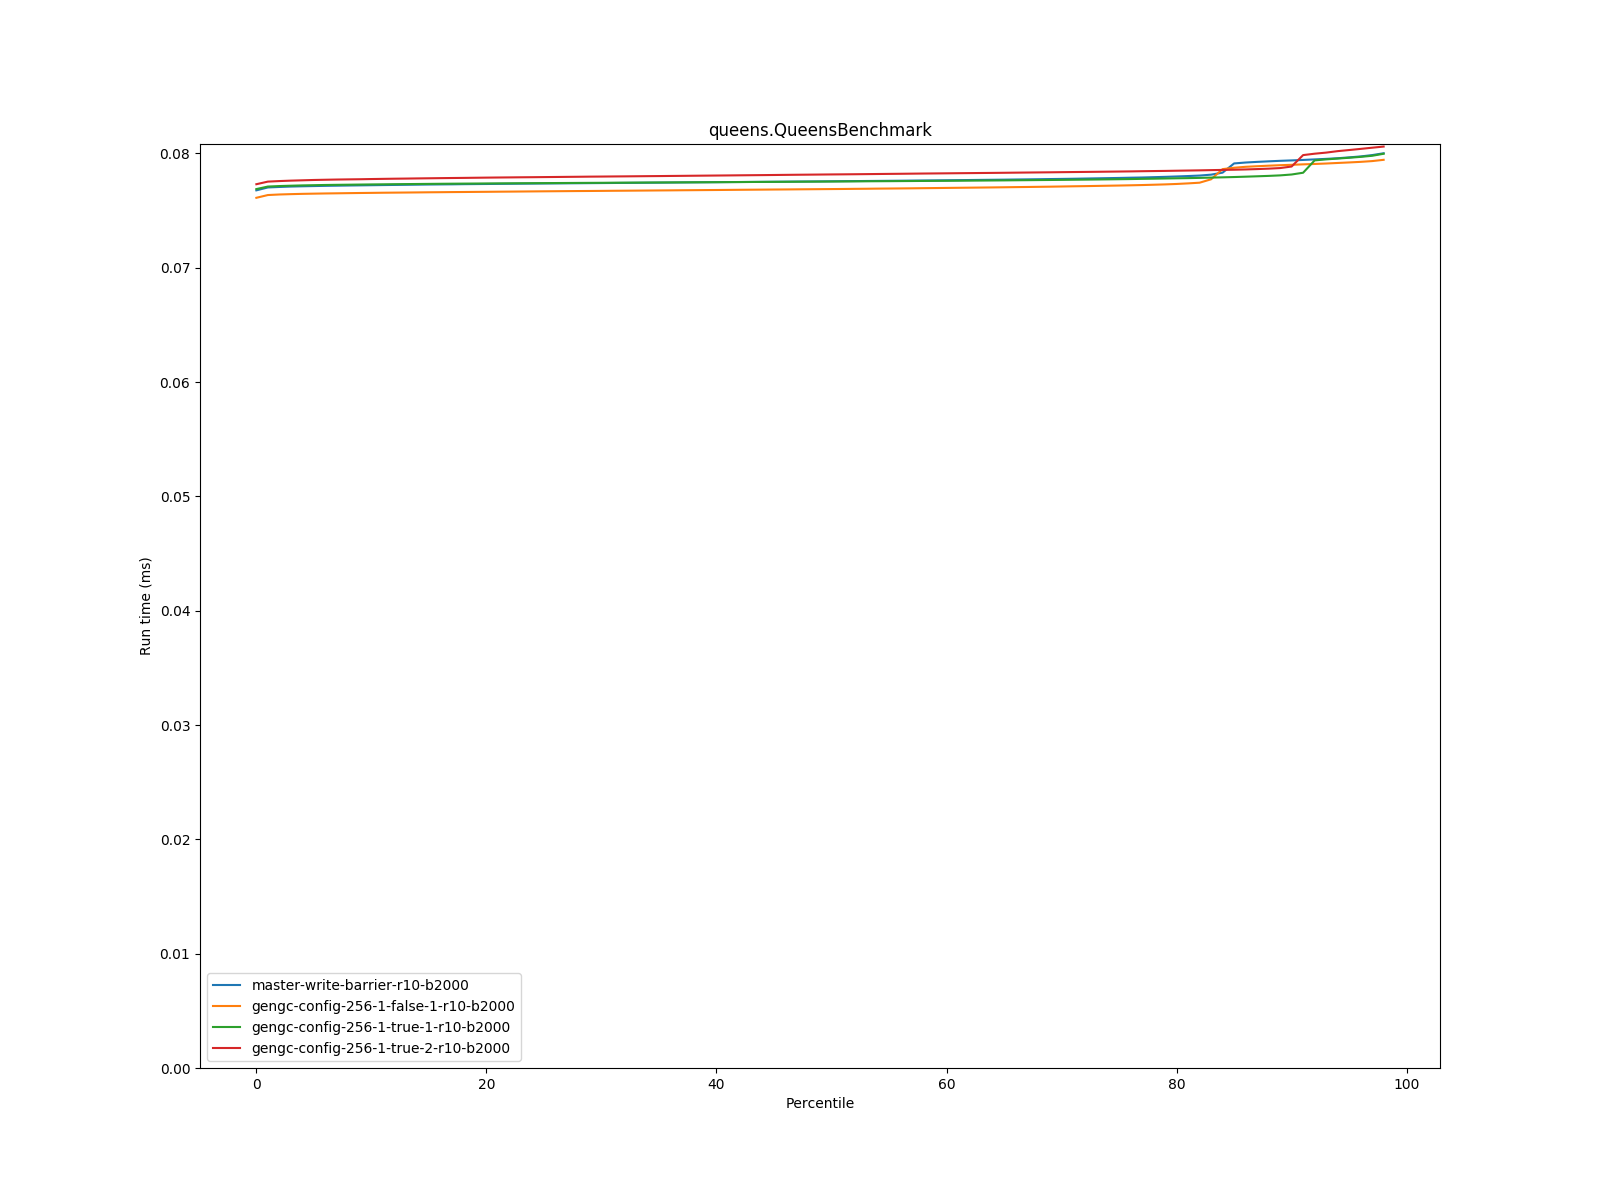 queens.QueensBenchmark
0.08
0.07
0.06
0.05
0.04
0.03
0.02
0.01
0.00
Run time (ms)
master-write-barrier-r10-b2000
gengc-config-256-1-false-1-r10-b2000
gengc-config-256-1-true-1-r10-b2000
gengc-config-256-1-true-2-r10-b2000
0 20 40 60 80 100
Percentile